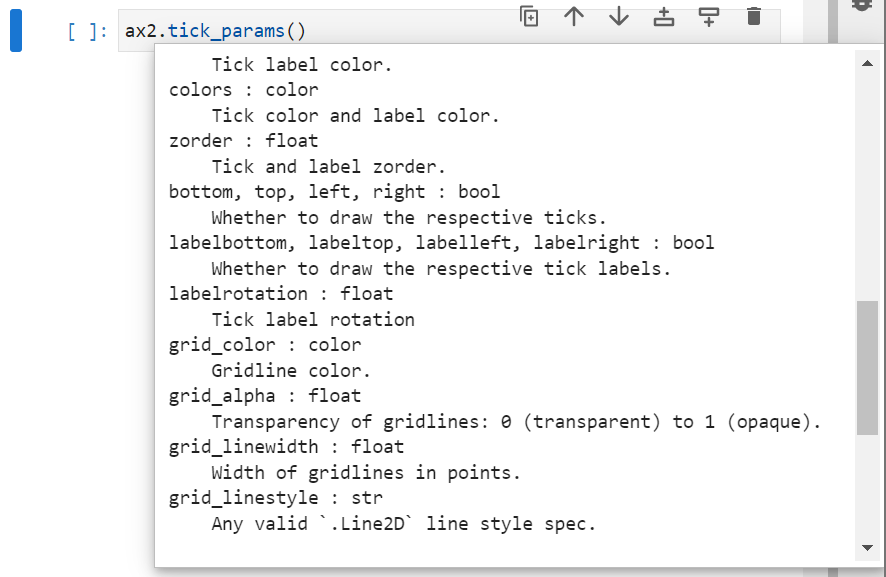 [ ]: ax2.tick_params()
Tick label color.
colors : color
Tick color and label color.
zorder : float
Tick and label zorder.
bottom, top, left, right : bool
Whether to draw the respective ticks.
labelbottom, labeltop, labelleft, labelright : bool
Whether to draw the respective tick labels.
labelrotation : float
Tick label rotation
grid_color : color
Gridline color.
grid_alpha : float
Transparency of gridlines: 0 (transparent) to 1 (opaque).
grid_linewidth : float
Width of gridlines in points.
grid_linestyle : str
Any valid `.Line2D` line style spec.